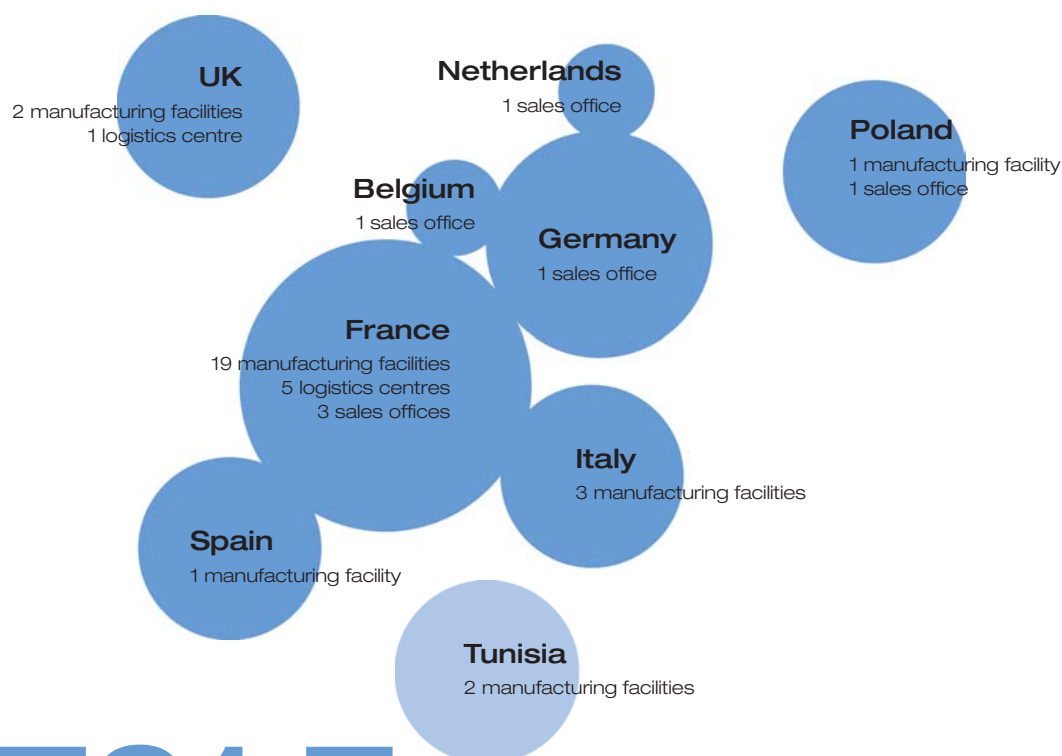 UK
2 manufacturing facilities
1 logistics centre
Netherlands
1 sales office
Poland
1 manufacturing facility
1 sales office
Belgium
1 sales office
Germany
1 sales office
France
19 manufacturing facilities
5 logistics centres
3 sales offices
Italy
3 manufacturing facilities
Spain
1 manufacturing facility
Tunisia
2 manufacturing facilities